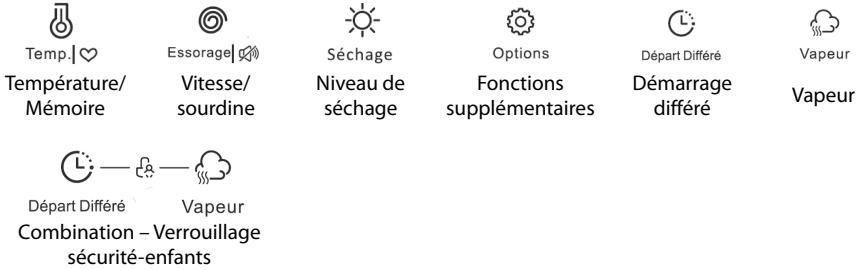 Temp. Essorage Séchage Options Départ Différé Vapeur
Température/ Vitesse/ Niveau de Fonctions Démarrage Vapeur
Mémoire sourdine séchage supplémentaires différé
Départ Différé Vapeur
Combination – Verrouillage
sécurité-enfants